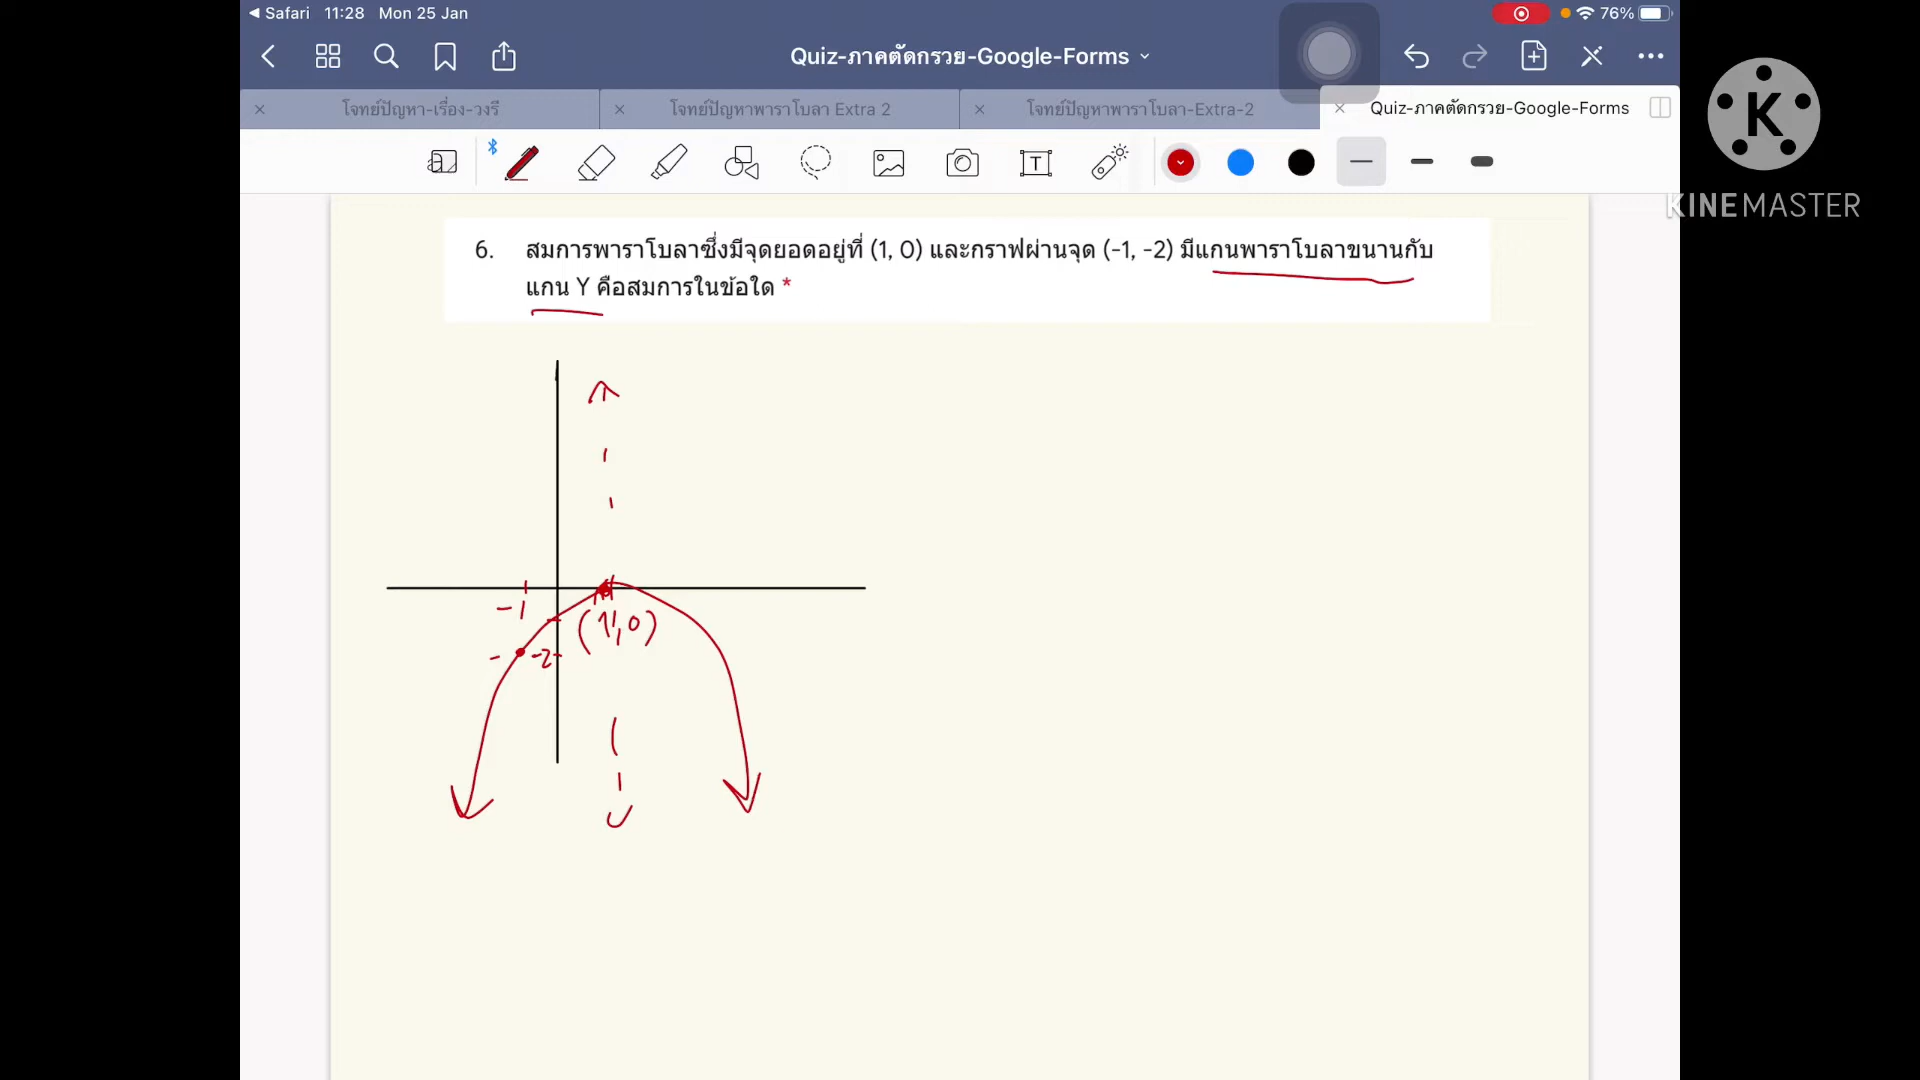 Safari 11:28 Mon 25 Jan 76%
Quiz-ภาคตัดกรวย-Google-Forms
โจทย์ปัญหา-เรื่อง-วงรี
โจทย์ปัญหาพาราโบลา Extra 2
โจทย์ปัญหาพาราโบลา-Extra-2
Quiz-ภาคตัดกรวย-Google-Forms
K
KINEMASTER
T
6. สมการพาราโบลาซึ่งมีจุดยอดอยู่ที่ (1, 0) และกราฟผ่านจุด (-1, -2) มีแกนพาราโบลาขนานกับ
แกน Y คือสมการในข้อใด *
-1
(1,0)
-2